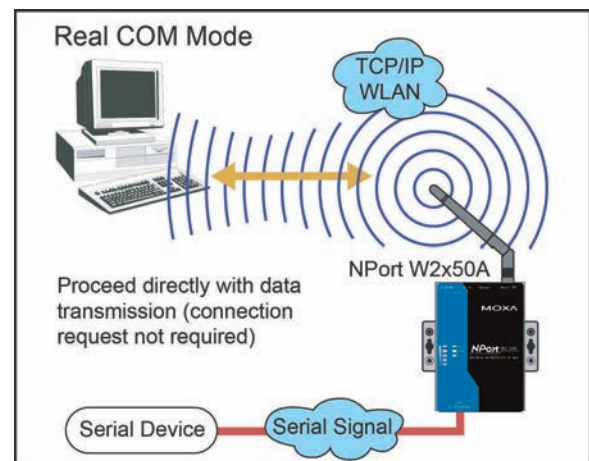 Real COM Mode
TCP/IP
WLAN
NPort W2x50A
Proceed directly with data
transmission (connection
request not required)
MOXA
NPort
Serial Device
Serial Signal